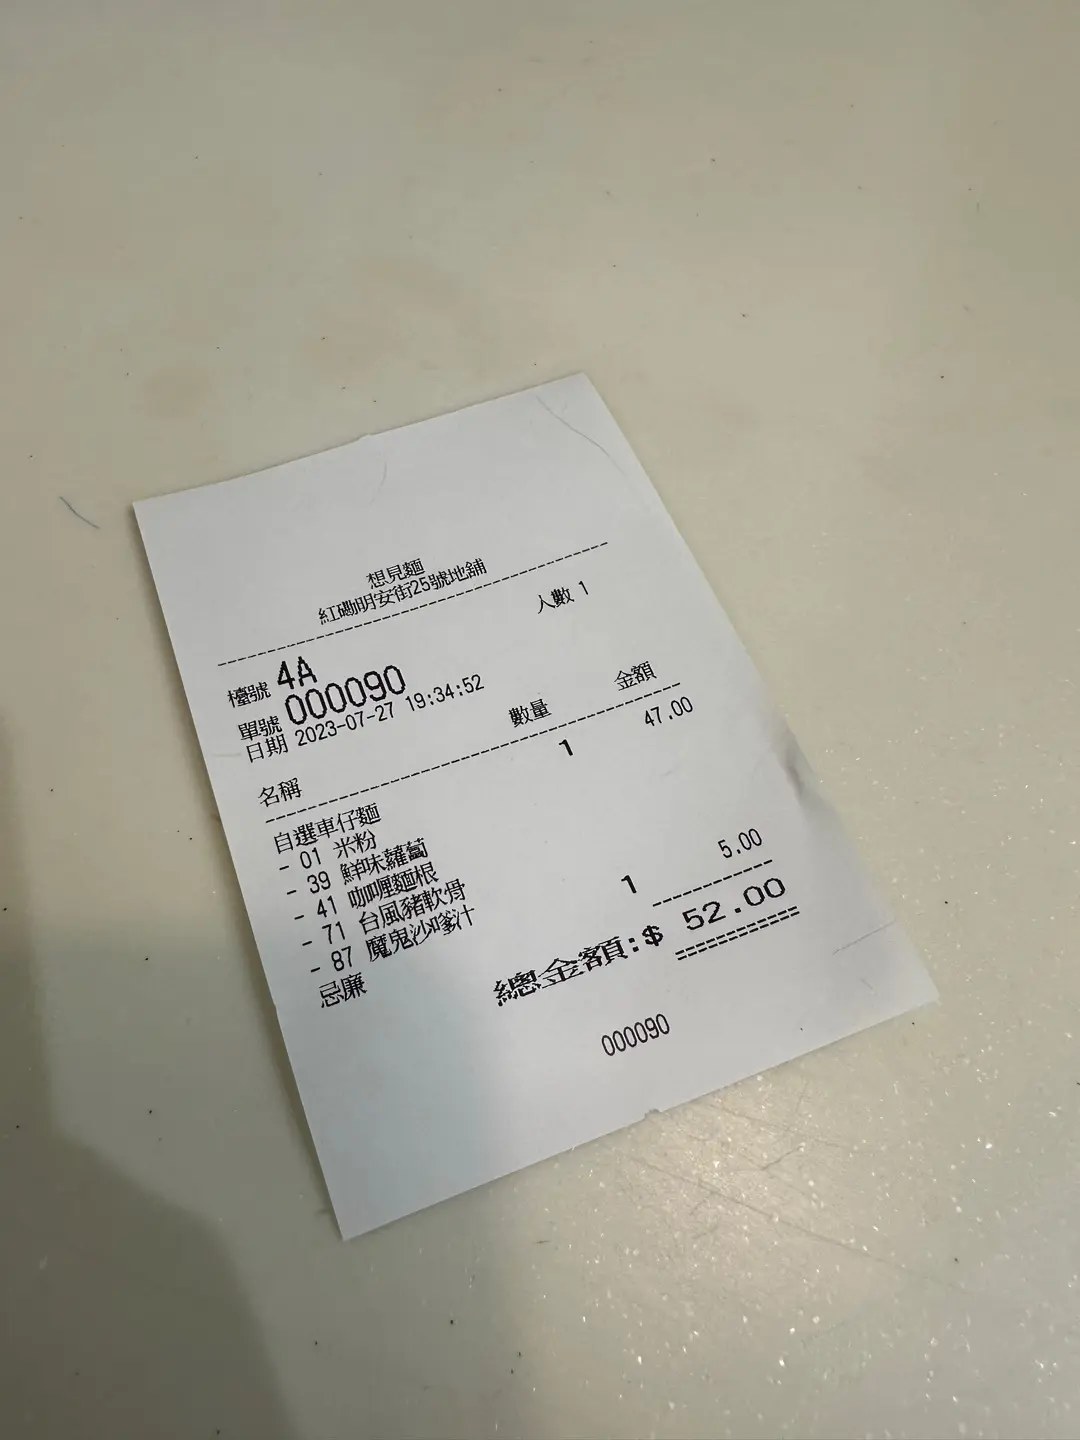 想見麵
紅磡明安街25號地舖
人數 1
檯號 4A
單號 000090
日期 2023-07-27 19:34:52
名稱 數量 金額
自選車仔麵 1 47.00
- 01 米粉
- 39 鮮味蘿蔔
- 41 咖喱麵根
- 71 台風豬軟骨
- 87 魔鬼沙嗲汁
忌廉 1 5.00
總金額:$ 52.00
000090